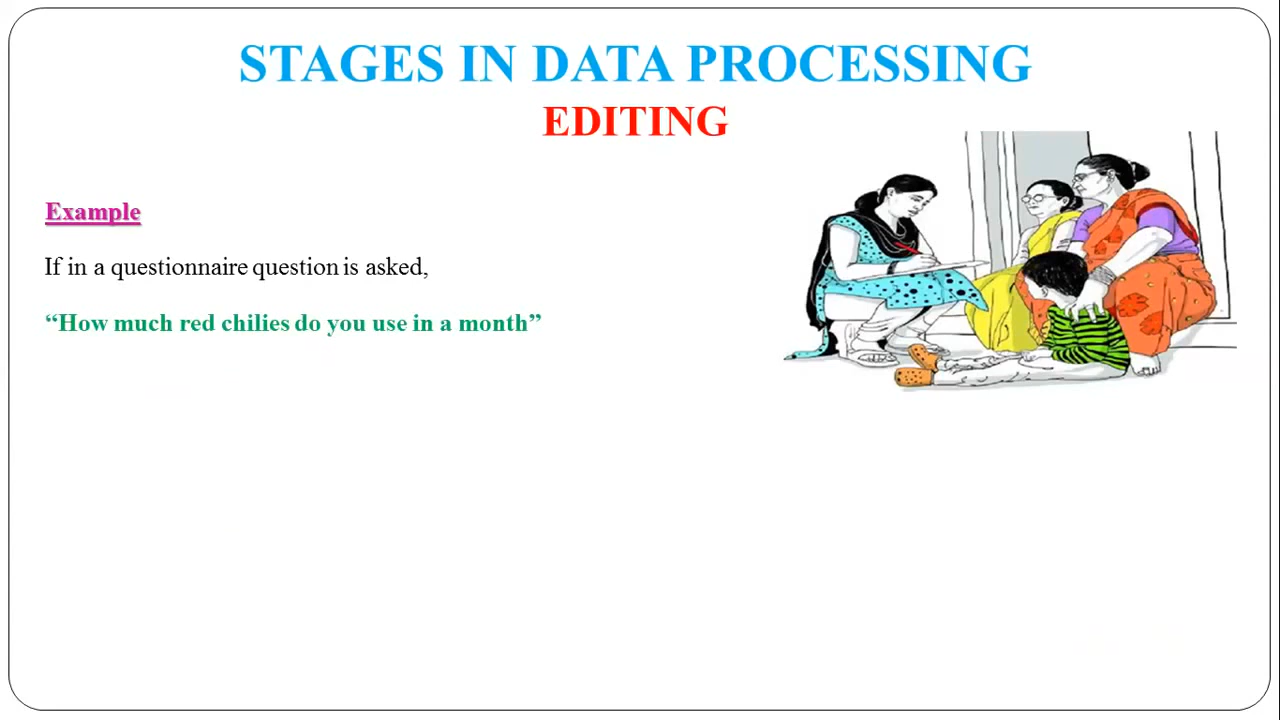 STAGES IN DATA PROCESSING
EDITING
Example
If in a questionnaire question is asked,
“How much red chilies do you use in a month”